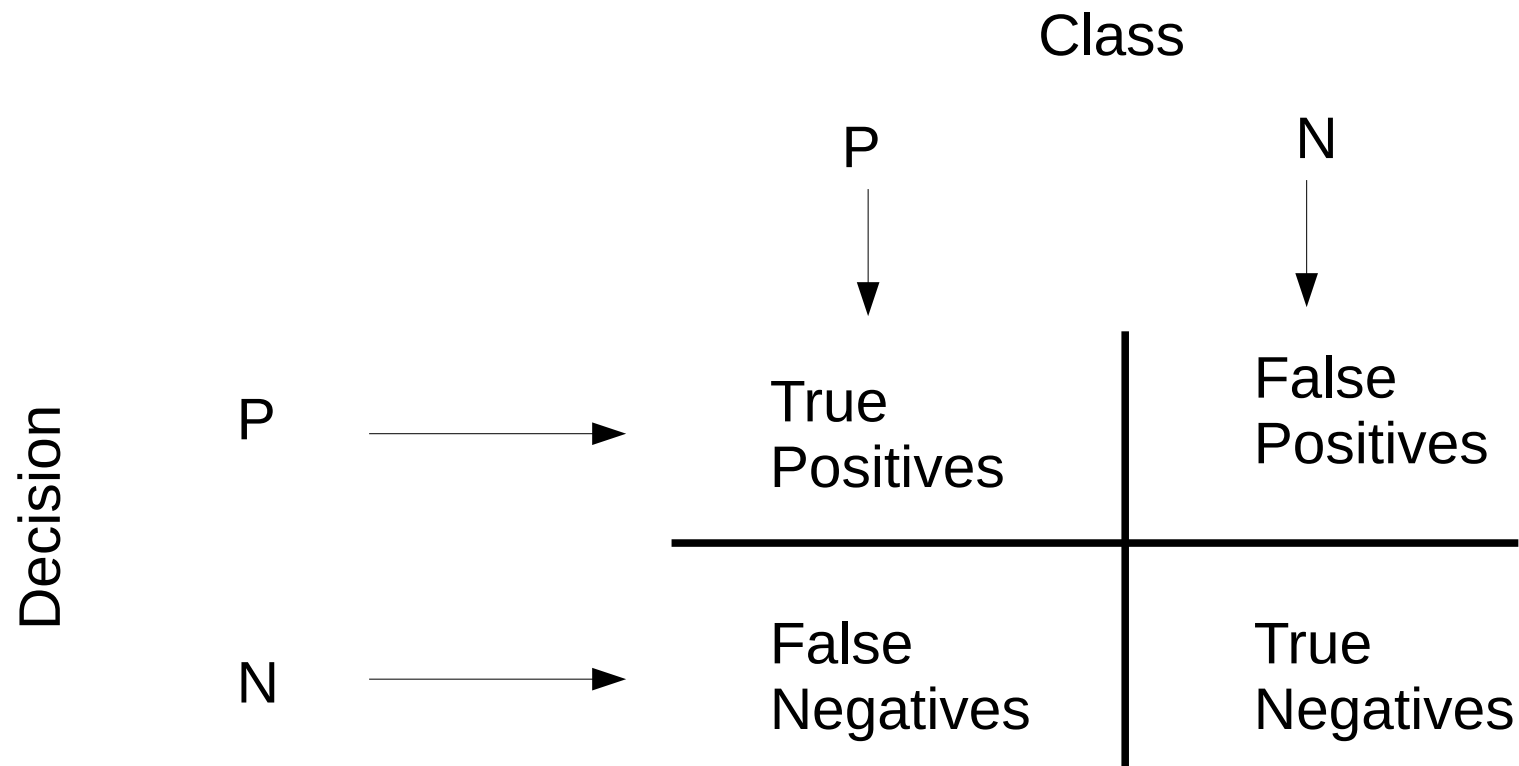 Class
P
N
Decision
P
True
Positives
False
Positives
N
False
Negatives
True
Negatives